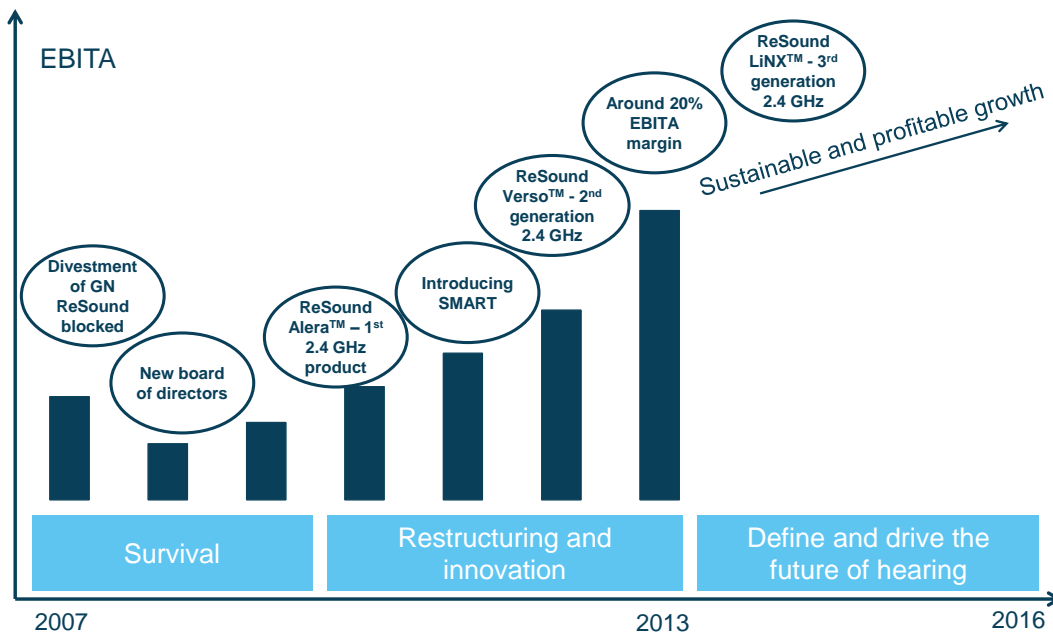 EBITA
Divestment
of GN
ReSound
blocked
New board
of directors
ReSound
Alera™ – 1st
2.4 GHz
product
Introducing
SMART
ReSound
Verso™ - 2nd
generation
2.4 GHz
Around 20%
EBITA
margin
ReSound
LiNX™ - 3rd
generation
2.4 GHz
Sustainable and profitable growth
Survival
Restructuring and
innovation
Define and drive the
future of hearing
2007
2013
2016